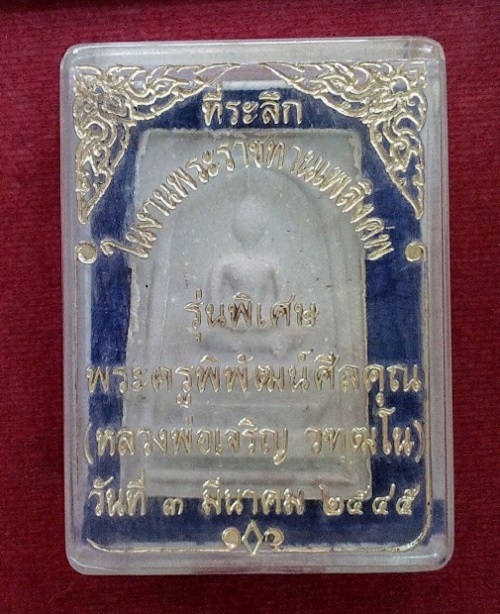 ที่ระลึก
ในงานพระราชทานเพลิงศพ
รุ่นพิเศษ
พระครูพิพัฒน์ศีลคุณ
(หลวงพ่อเจริญ วฑฺฒโน)
วันที่ ๓ มีนาคม ๒๕๔๕